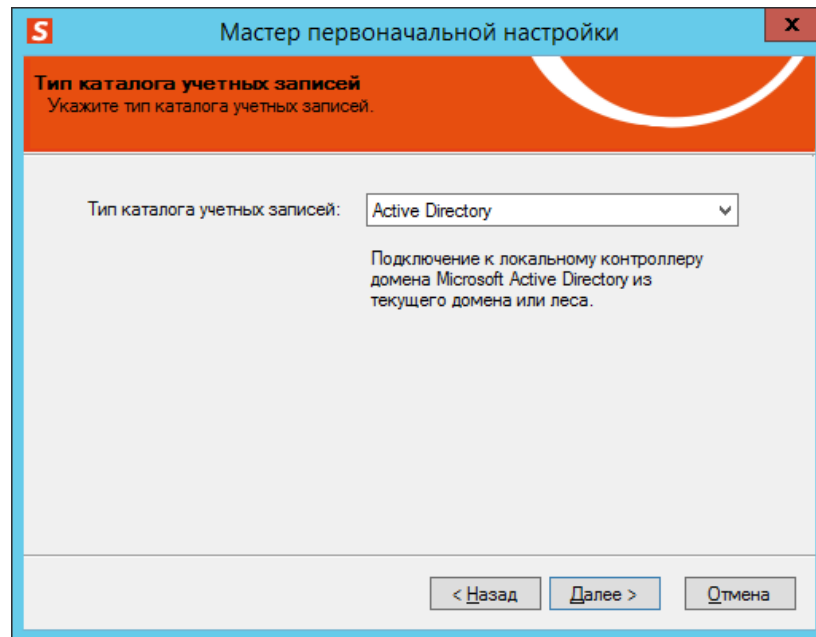 S
Мастер первоначальной настройки
x
Тип каталога учетных записей
Укажите тип каталога учетных записей.
Тип каталога учетных записей: Active Directory
Подключение к локальному контроллеру
домена Microsoft Active Directory из
текущего домена или леса.
< Назад Далее > Отмена